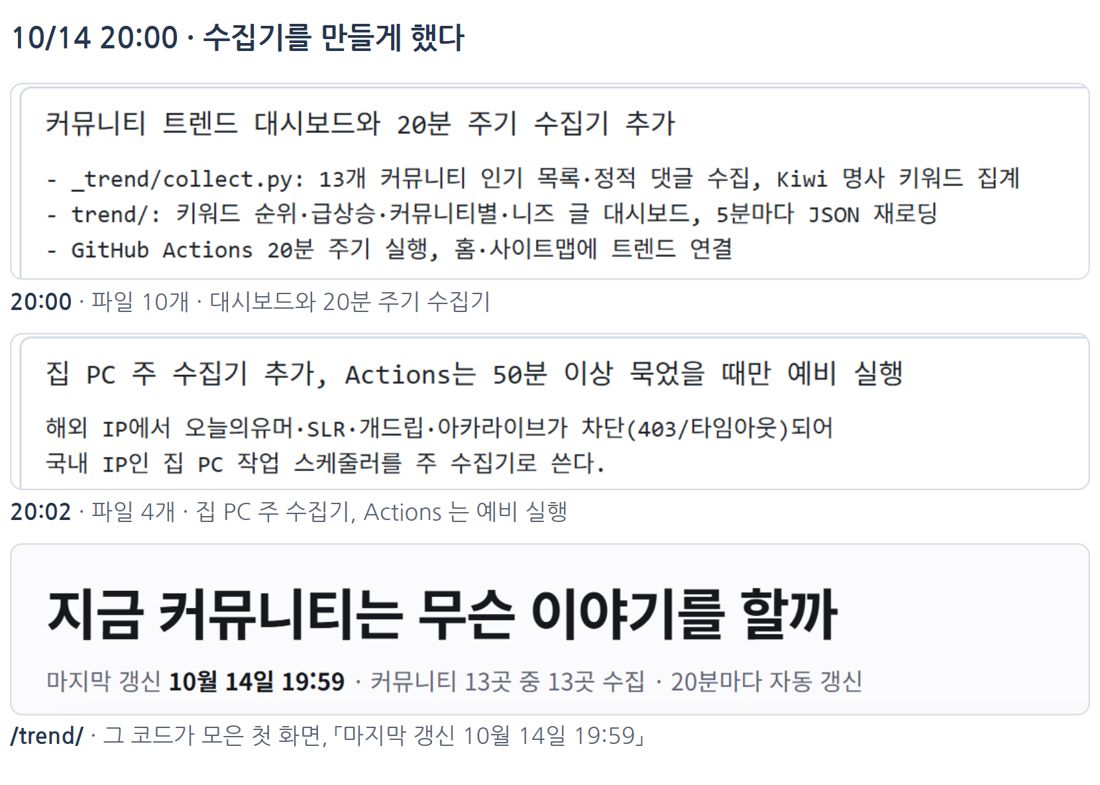 10/14 20:00 · 수집기를 만들게 했다
커뮤니티 트렌드 대시보드와 20분 주기 수집기 추가
- _trend/collect.py: 13개 커뮤니티 인기 목록·정적 댓글 수집, Kiwi 명사 키워드 집계
- trend/: 키워드 순위·급상승·커뮤니티별·니즈 글 대시보드, 5분마다 JSON 재로딩
- GitHub Actions 20분 주기 실행, 홈·사이트맵에 트렌드 연결
20:00 · 파일 10개 · 대시보드와 20분 주기 수집기
집 PC 주 수집기 추가, Actions는 50분 이상 묵었을 때만 예비 실행
해외 IP에서 오늘의유머·SLR·개드립·아카라이브가 차단(403/타임아웃)되어
국내 IP인 집 PC 작업 스케줄러를 주 수집기로 쓴다.
20:02 · 파일 4개 · 집 PC 주 수집기, Actions 는 예비 실행
지금 커뮤니티는 무슨 이야기를 할까
마지막 갱신 10월 14일 19:59 · 커뮤니티 13곳 중 13곳 수집 · 20분마다 자동 갱신
/trend/ · 그 코드가 모은 첫 화면, 「마지막 갱신 10월 14일 19:59」